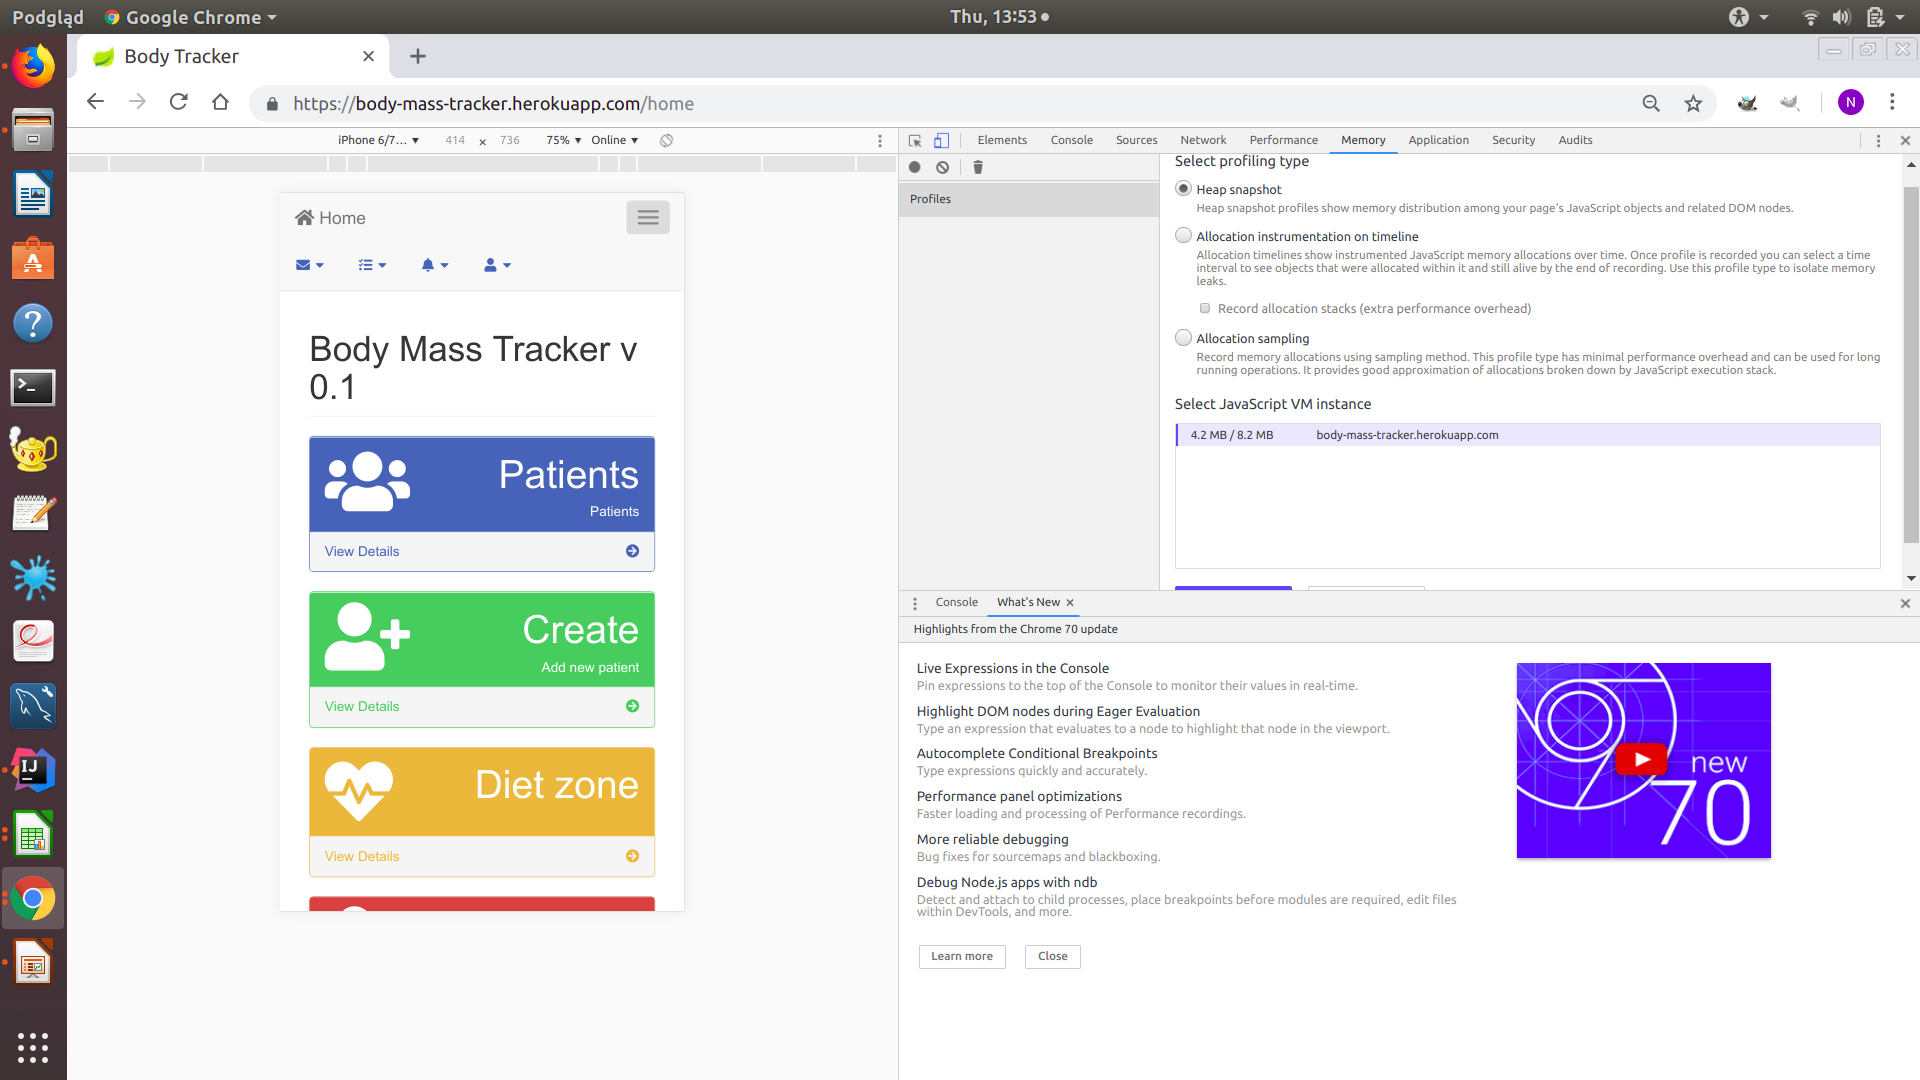 Podgląd
Google Chrome
Thu, 13:53
Body Tracker
https://body-mass-tracker.herokuapp.com/home
N
iPhone 6/7… 414 × 736 75% Online
Home
Body Mass Tracker v
0.1
Patients
Patients
View Details
Create
Add new patient
View Details
Diet zone
View Details
Elements Console Sources Network Performance Memory Application Security Audits
Profiles
Select profiling type
Heap snapshot
Heap snapshot profiles show memory distribution among your page's JavaScript objects and related DOM nodes.
Allocation instrumentation on timeline
Allocation timelines show instrumented JavaScript memory allocations over time. Once profile is recorded you can select a time
interval to see objects that were allocated within it and still alive by the end of recording. Use this profile type to isolate memory
leaks.
Record allocation stacks (extra performance overhead)
Allocation sampling
Record memory allocations using sampling method. This profile type has minimal performance overhead and can be used for long
running operations. It provides good approximation of allocations broken down by JavaScript execution stack.
Select JavaScript VM instance
4.2 MB / 8.2 MB body-mass-tracker.herokuapp.com
Console What's New
Highlights from the Chrome 70 update
Live Expressions in the Console
Pin expressions to the top of the Console to monitor their values in real-time.
Highlight DOM nodes during Eager Evaluation
Type an expression that evaluates to a node to highlight that node in the viewport.
Autocomplete Conditional Breakpoints
Type expressions quickly and accurately.
Performance panel optimizations
Faster loading and processing of Performance recordings.
More reliable debugging
Bug fixes for sourcemaps and blackboxing.
Debug Node.js apps with ndb
Detect and attach to child processes, place breakpoints before modules are required, edit files
within DevTools, and more.
Learn more
Close
new
70
IJ